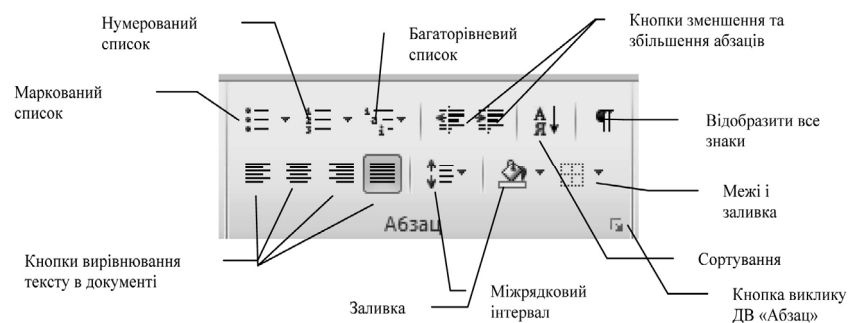 Нумерований
список
Багаторівневий
список
Кнопки зменшення та
збільшення абзаців
Маркований
список
Відобразити все
знаки
Межі і
заливка
Абзац
Кнопки вирівнювання
тексту в документі
Сортування
Заливка
Міжрядковий
інтервал
Кнопка виклику
ДВ «Абзац»